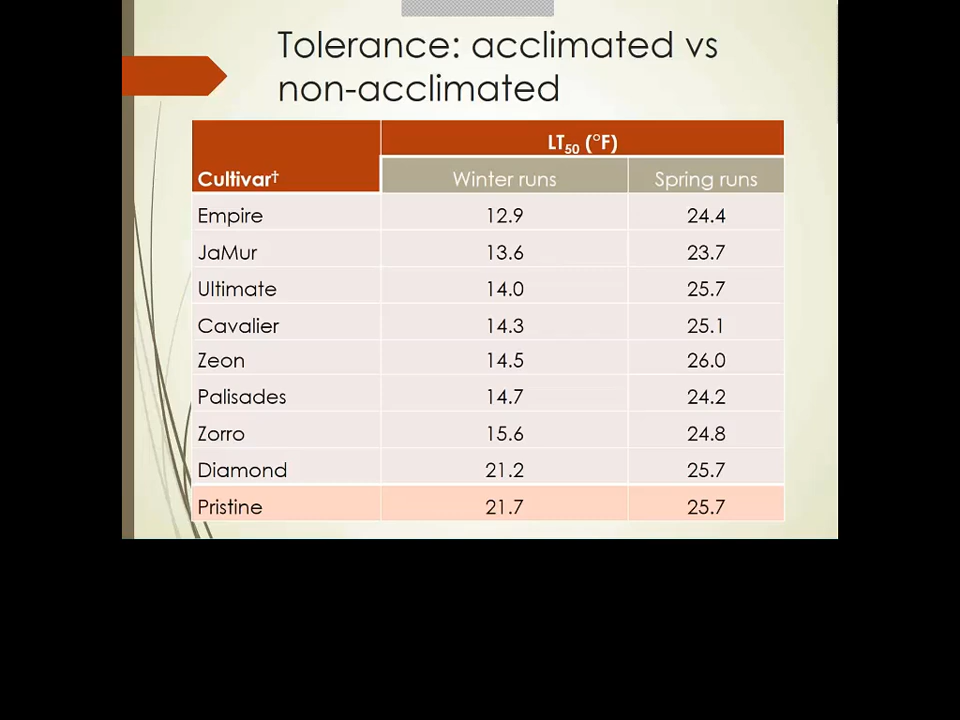 Tolerance: acclimated vs
non-acclimated
LT50 (°F)
Cultivar† Winter runs Spring runs
Empire 12.9 24.4
JaMur 13.6 23.7
Ultimate 14.0 25.7
Cavalier 14.3 25.1
Zeon 14.5 26.0
Palisades 14.7 24.2
Zorro 15.6 24.8
Diamond 21.2 25.7
Pristine 21.7 25.7